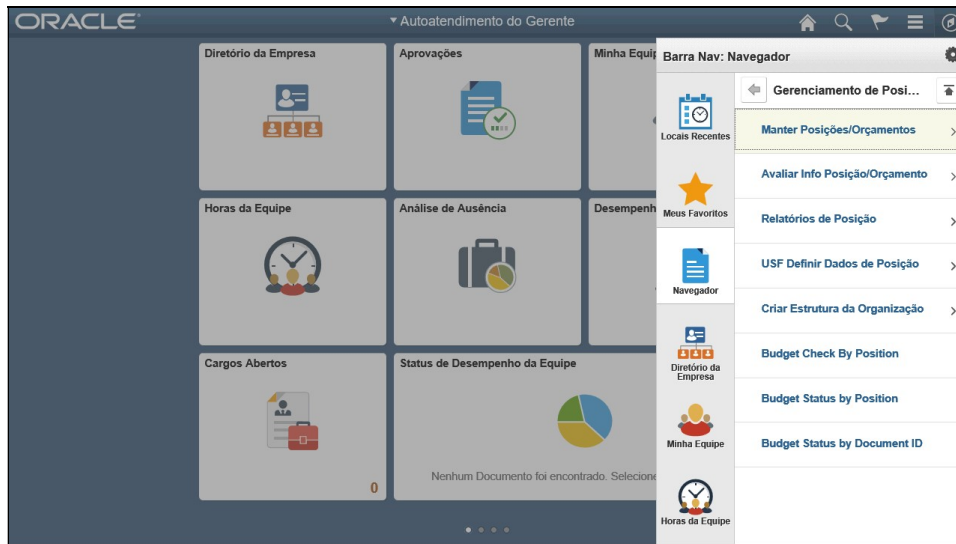 ORACLE
Autoatendimento do Gerente
Diretório da Empresa
Aprovações
Minha Equip
Horas da Equipe
Análise de Ausência
Desempenh
Cargos Abertos
0
Status de Desempenho da Equipe
Nenhum Documento foi encontrado. Selecione
Barra Nav: Navegador
Locais Recentes
Meus Favoritos
Navegador
Diretório da
Empresa
Minha Equipe
Horas da Equipe
Gerenciamento de Posi...
Manter Posições/Orçamentos
Avaliar Info Posição/Orçamento
Relatórios de Posição
USF Definir Dados de Posição
Criar Estrutura da Organização
Budget Check By Position
Budget Status by Position
Budget Status by Document ID